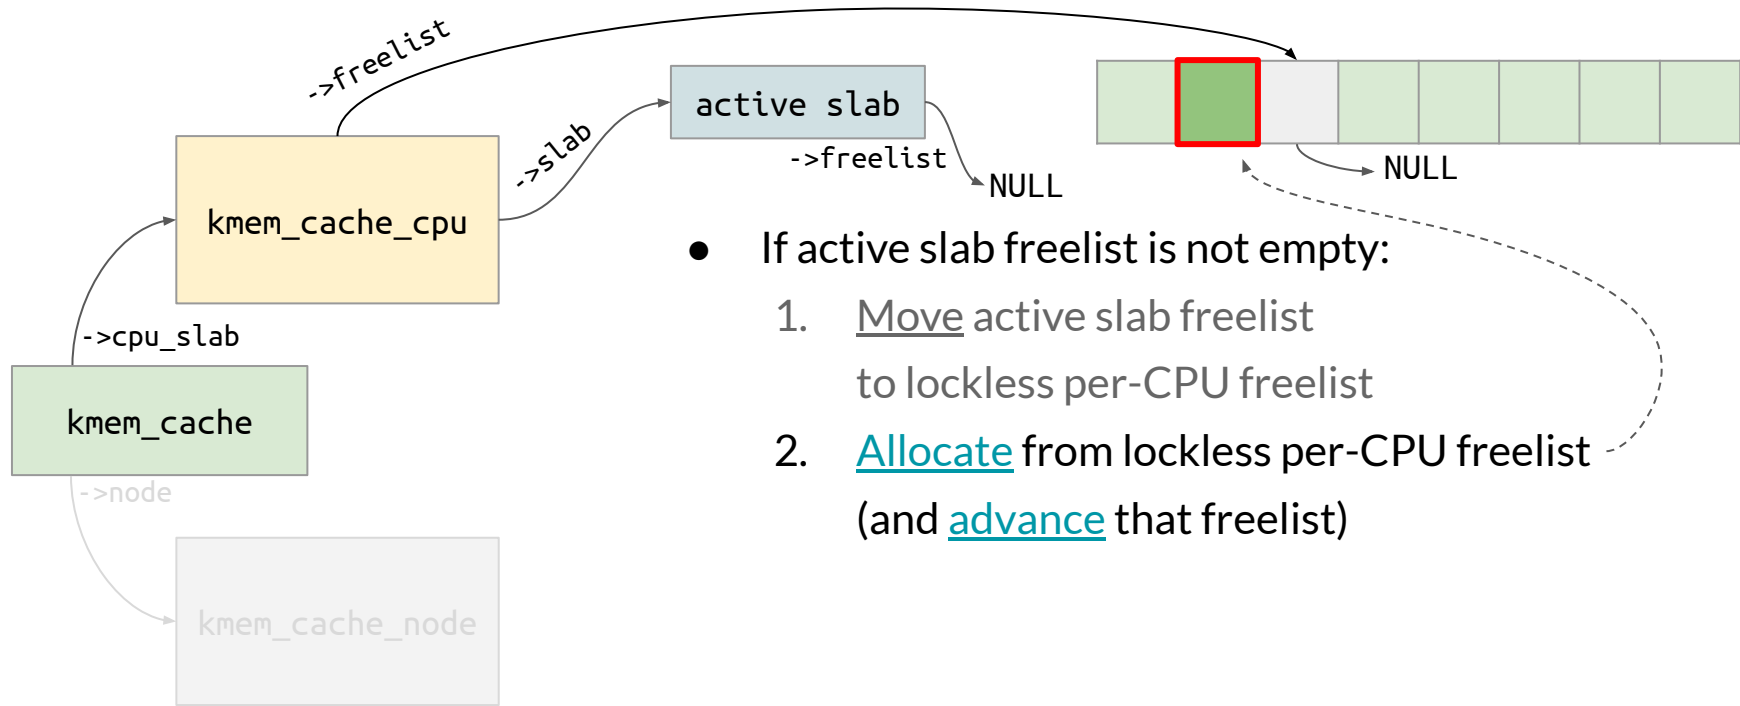 ->freelist
active slab
->slab
->freelist
NULL
NULL
kmem_cache_cpu
->cpu_slab
kmem_cache
->node
kmem_cache_node
● If active slab freelist is not empty:
1. Move active slab freelist
to lockless per-CPU freelist
2. Allocate from lockless per-CPU freelist
(and advance that freelist)